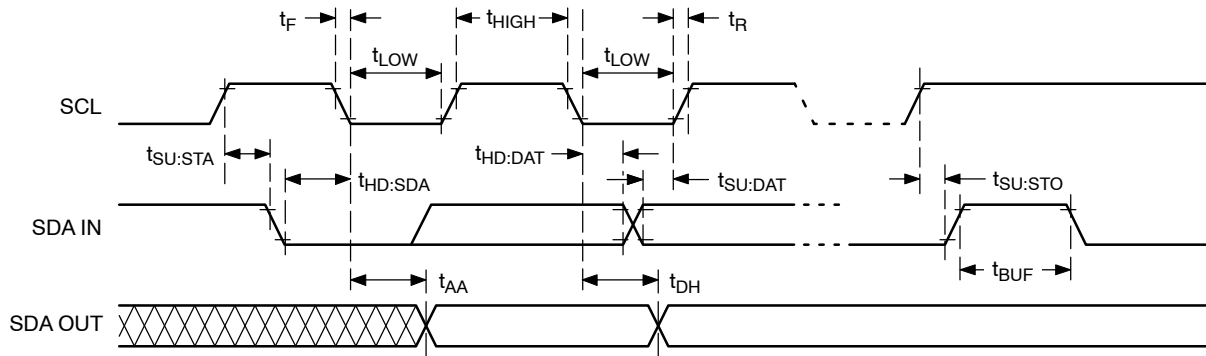 tF
tHIGH
tR
tLOW
tLOW
SCL
tSU:STA
tHD:SDA
tHD:DAT
tSU:DAT
tSU:STO
SDA IN
tBUF
tAA
tDH
SDA OUT